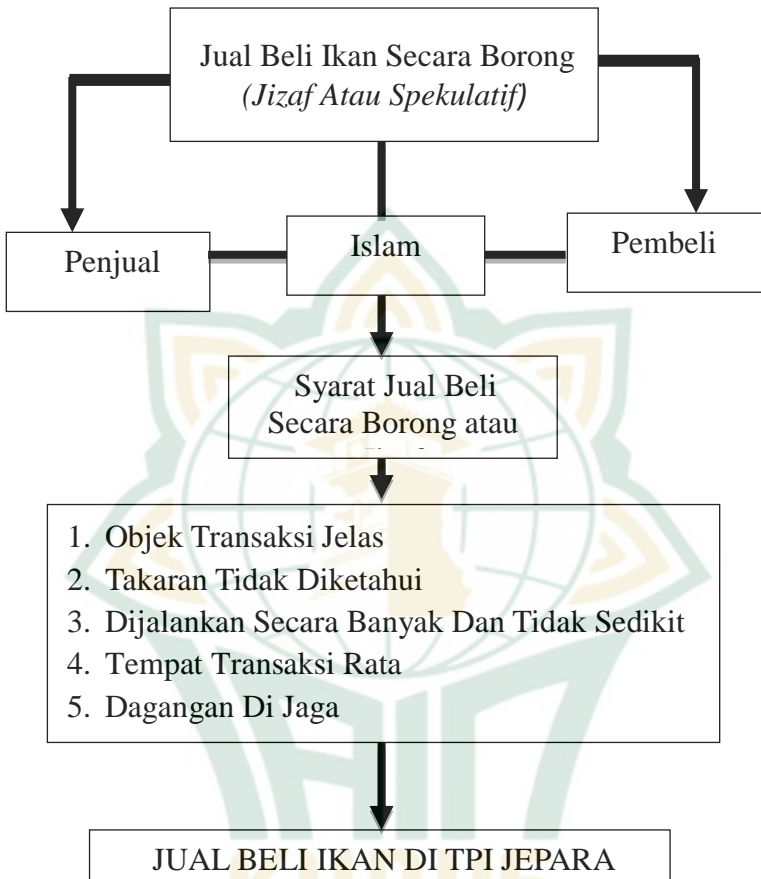 Jual Beli Ikan Secara Borong
(Jizaf Atau Spekulatif)
Penjual
Islam
Pembeli
Syarat Jual Beli
Secara Borong atau
1. Objek Transaksi Jelas
2. Takaran Tidak Diketahui
3. Dijalankan Secara Banyak Dan Tidak Sedikit
4. Tempat Transaksi Rata
5. Dagangan Di Jaga
JUAL BELI IKAN DI TPI JEPARA